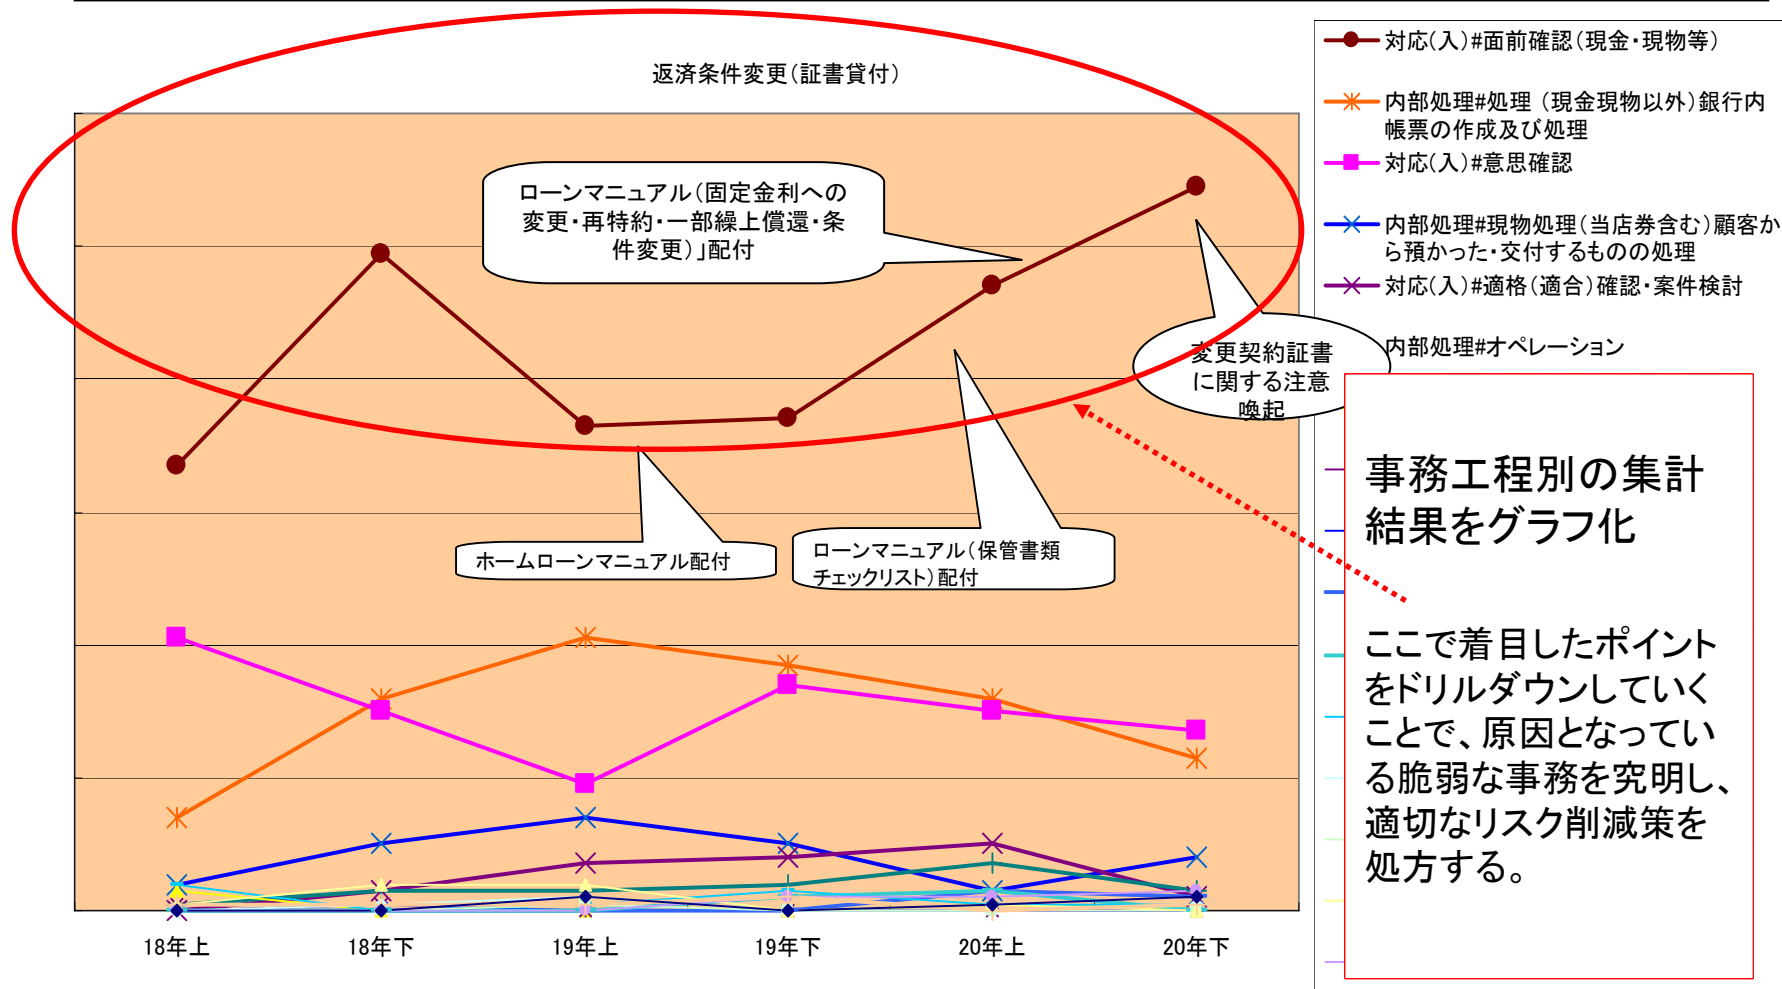 返済条件変更(証書貸付)
ローンマニュアル(固定金利への
変更・再特約・一部繰上償還・条
件変更)」配付
変更契約証書
に関する注意
喚起
ホームローンマニュアル配付
ローンマニュアル(保管書類
チェックリスト)配付
18年上
18年下
19年上
19年下
20年上
20年下
対応(入)#面前確認(現金・現物等)
内部処理#処理 (現金現物以外)銀行内
帳票の作成及び処理
対応(入)#意思確認
内部処理#現物処理(当店券含む)顧客か
ら預かった・交付するものの処理
対応(入)#適格(適合)確認・案件検討
内部処理#オペレーション
事務工程別の集計
結果をグラフ化
ここで着目したポイント
をドリルダウンしていく
ことで、原因となってい
る脆弱な事務を究明し、
適切なリスク削減策を
処方する。